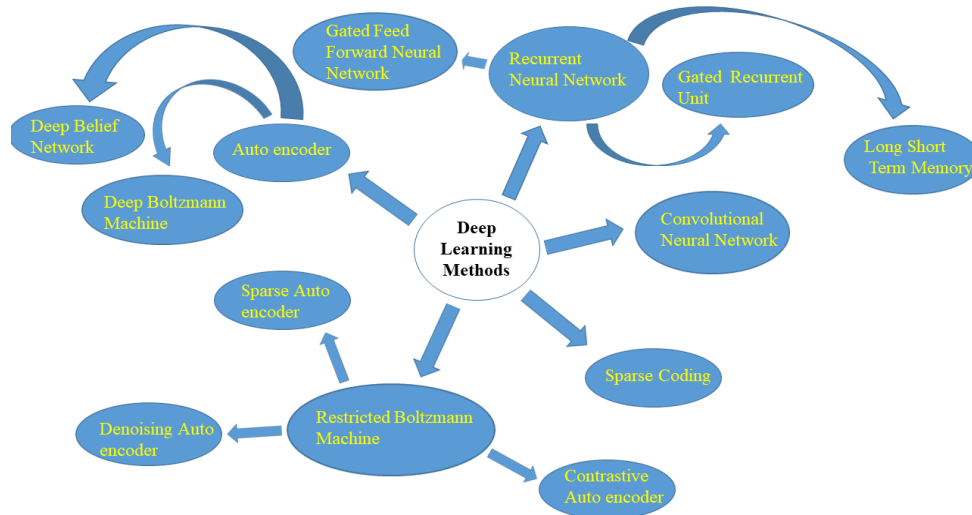 Gated Feed
Forward Neural
Network
Recurrent
Neural Network
Gated Recurrent
Unit
Deep Belief
Network
Auto encoder
Long Short
Term Memory
Deep Boltzmann
Machine
Deep
Learning
Methods
Convolutional
Neural Network
Sparse Auto
encoder
Sparse Coding
Restricted Boltzmann
Machine
Denoising Auto
encoder
Contrastive
Auto encoder